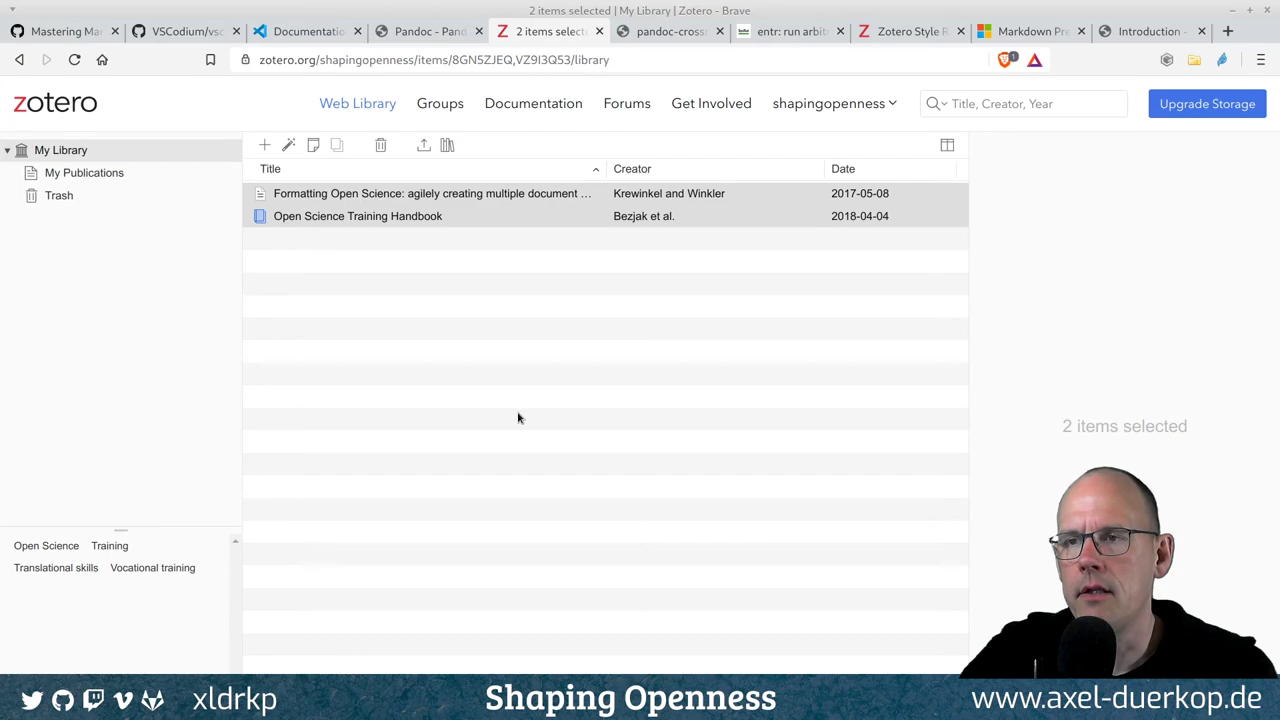 2 items selected | My Library | Zotero - Brave
Mastering Ma
VSCodium/vsc
Documentatio
Pandoc - Pand
2 items select
pandoc-cross
entr: run arbit
Zotero Style R
Markdown Pre
Introduction -
zotero.org/shapingopenness/items/8GN5ZJEQ,VZ9I3Q53/library
1
zotero
Web Library
Groups
Documentation
Forums
Get Involved
shapingopenness
Title, Creator, Year
Upgrade Storage
My Library
My Publications
Trash
Title Creator Date
Formatting Open Science: agilely creating multiple document … Krewinkel and Winkler 2017-05-08
Open Science Training Handbook Bezjak et al. 2018-04-04
2 items selected
Open Science Training
Translational skills Vocational training
xldrkp Shaping Openness www.axel-duerkop.de